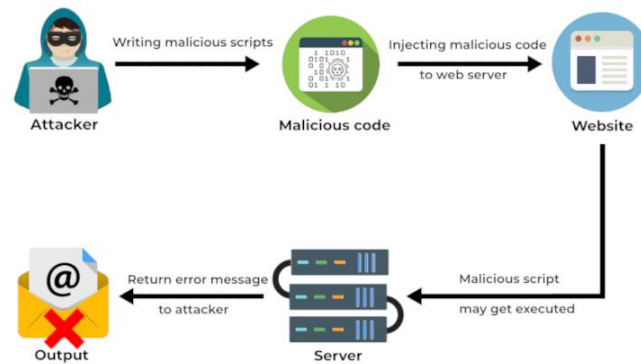 Writing malicious scripts
Injecting malicious code
to web server
Attacker
Malicious code
Website
Return error message
to attacker
Malicious script
may get executed
@
Output
Server